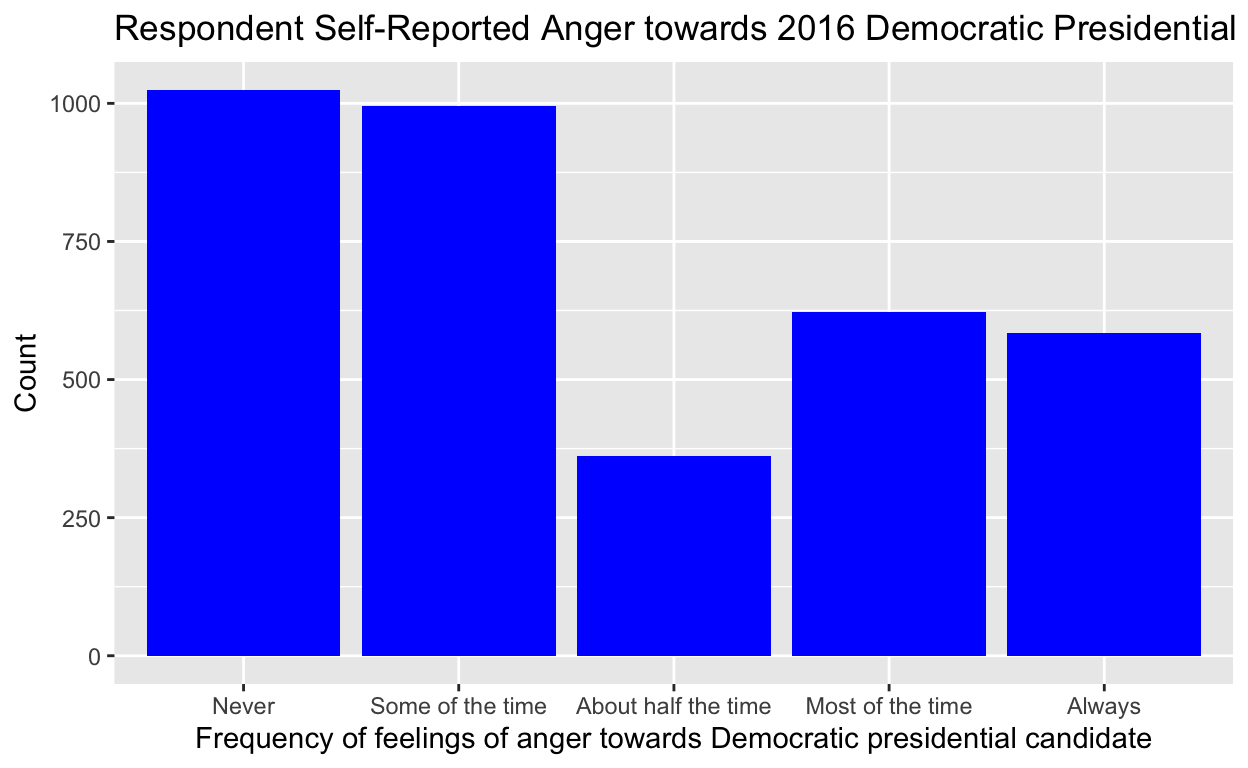 Respondent Self-Reported Anger towards 2016 Democratic Presidential
1000
750
500
250
0
Count
Never
Some of the time
About half the time
Most of the time
Always
Frequency of feelings of anger towards Democratic presidential candidate